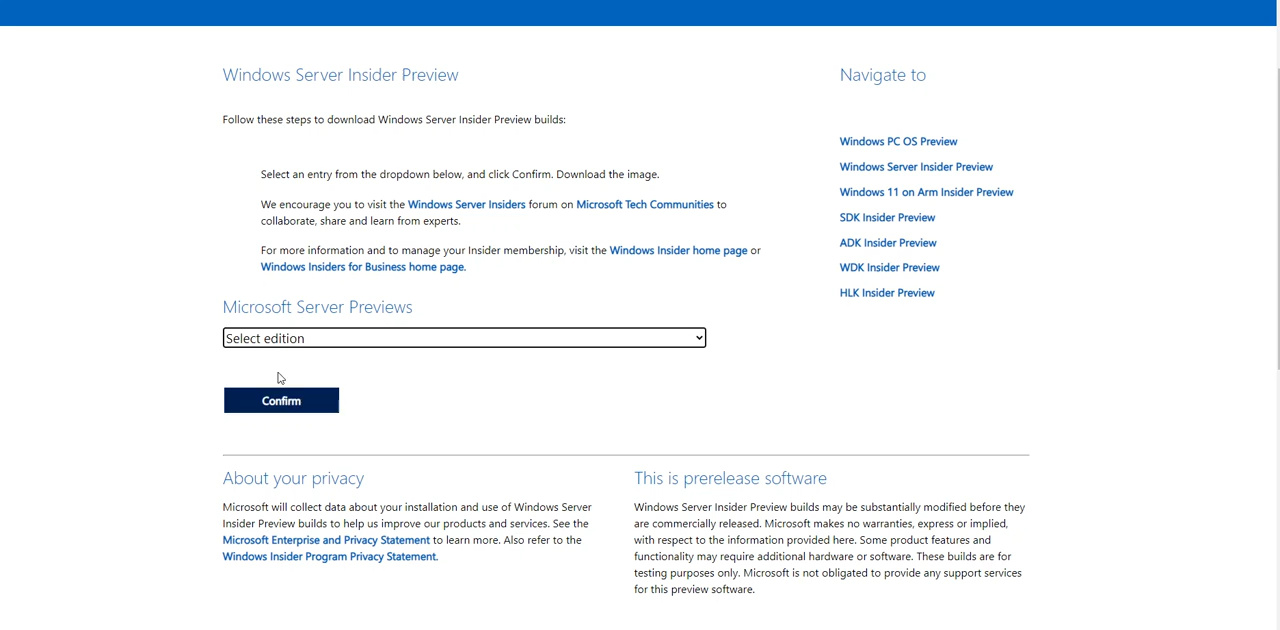 Windows Server Insider Preview
Follow these steps to download Windows Server Insider Preview builds:
Select an entry from the dropdown below, and click Confirm. Download the image.
We encourage you to visit the Windows Server Insiders forum on Microsoft Tech Communities to
collaborate, share and learn from experts.
For more information and to manage your Insider membership, visit the Windows Insider home page or
Windows Insiders for Business home page.
Microsoft Server Previews
Select edition
Confirm
Navigate to
Windows PC OS Preview
Windows Server Insider Preview
Windows 11 on Arm Insider Preview
SDK Insider Preview
ADK Insider Preview
WDK Insider Preview
HLK Insider Preview
About your privacy
Microsoft will collect data about your installation and use of Windows Server
Insider Preview builds to help us improve our products and services. See the
Microsoft Enterprise and Privacy Statement to learn more. Also refer to the
Windows Insider Program Privacy Statement.
This is prerelease software
Windows Server Insider Preview builds may be substantially modified before they
are commercially released. Microsoft makes no warranties, express or implied,
with respect to the information provided here. Some product features and
functionality may require additional hardware or software. These builds are for
testing purposes only. Microsoft is not obligated to provide any support services
for this preview software.